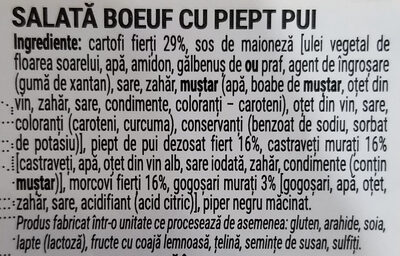 SALATĂ BOEUF CU PIEPT PUI
Ingrediente: cartofi fierți 29%, sos de maioneză [ulei vegetal de
floarea soarelui, apă, amidon, gălbenuș de ou praf, agent de îngroșare
(gumă de xantan), sare, zahăr, muștar (apă, boabe de muștar, oțet din
vin, zahăr, sare, condimente, coloranți – caroteni), oțet din vin, sare,
coloranți (caroteni, curcuma), conservanți (benzoat de sodiu, sorbat
de potasiu)], piept de pui dezosat fiert 16%, castraveți murați 16%
[castraveți, apă, oțet din vin alb, sare iodată, zahăr, condimente (conțin
muștar)], morcovi fierți 16%, gogoșari murați 3% [gogoșari, apă, oțet,
zahăr, sare, acidifiant (acid citric)], piper negru măcinat.
Produs fabricat într-o unitate ce procesează de asemenea: gluten, arahide, soia,
lapte (lactoză), fructe cu coajă lemnoasă, țelină, semințe de susan, sulfiți.